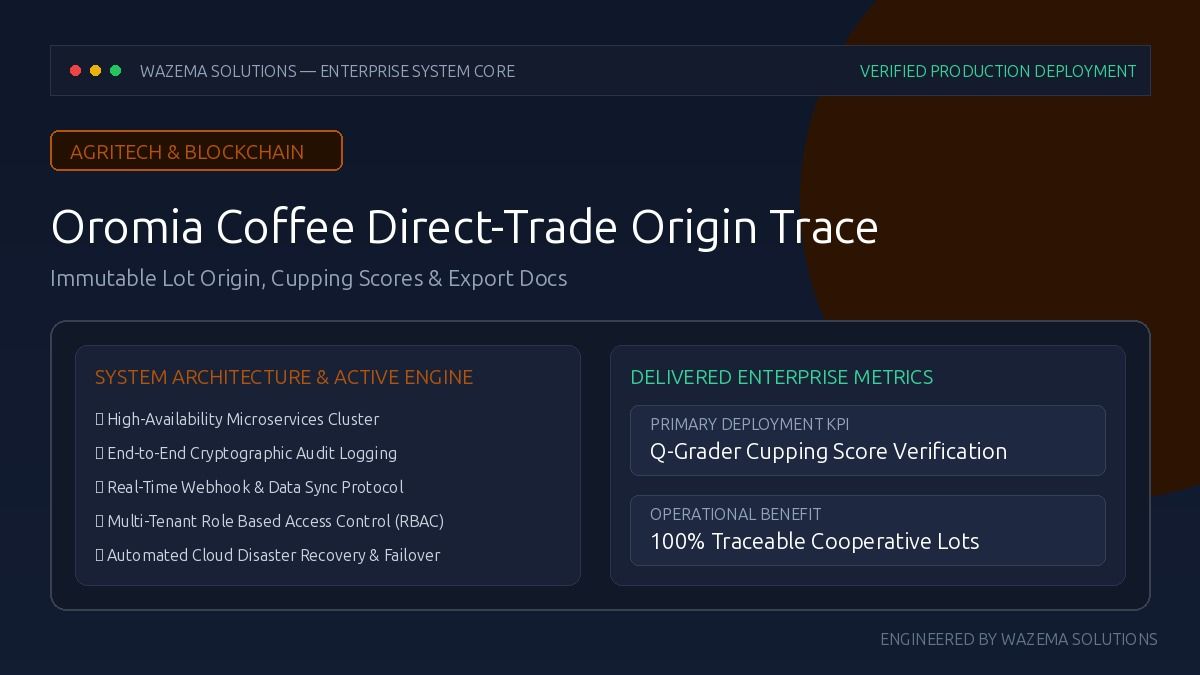 WAZEMA SOLUTIONS — ENTERPRISE SYSTEM CORE
VERIFIED PRODUCTION DEPLOYMENT
AGRITECH & BLOCKCHAIN
Oromia Coffee Direct-Trade Origin Trace
Immutable Lot Origin, Cupping Scores & Export Docs
SYSTEM ARCHITECTURE & ACTIVE ENGINE
High-Availability Microservices Cluster
End-to-End Cryptographic Audit Logging
Real-Time Webhook & Data Sync Protocol
Multi-Tenant Role Based Access Control (RBAC)
Automated Cloud Disaster Recovery & Failover
DELIVERED ENTERPRISE METRICS
PRIMARY DEPLOYMENT KPI
Q-Grader Cupping Score Verification
OPERATIONAL BENEFIT
100% Traceable Cooperative Lots
ENGINEERED BY WAZEMA SOLUTIONS